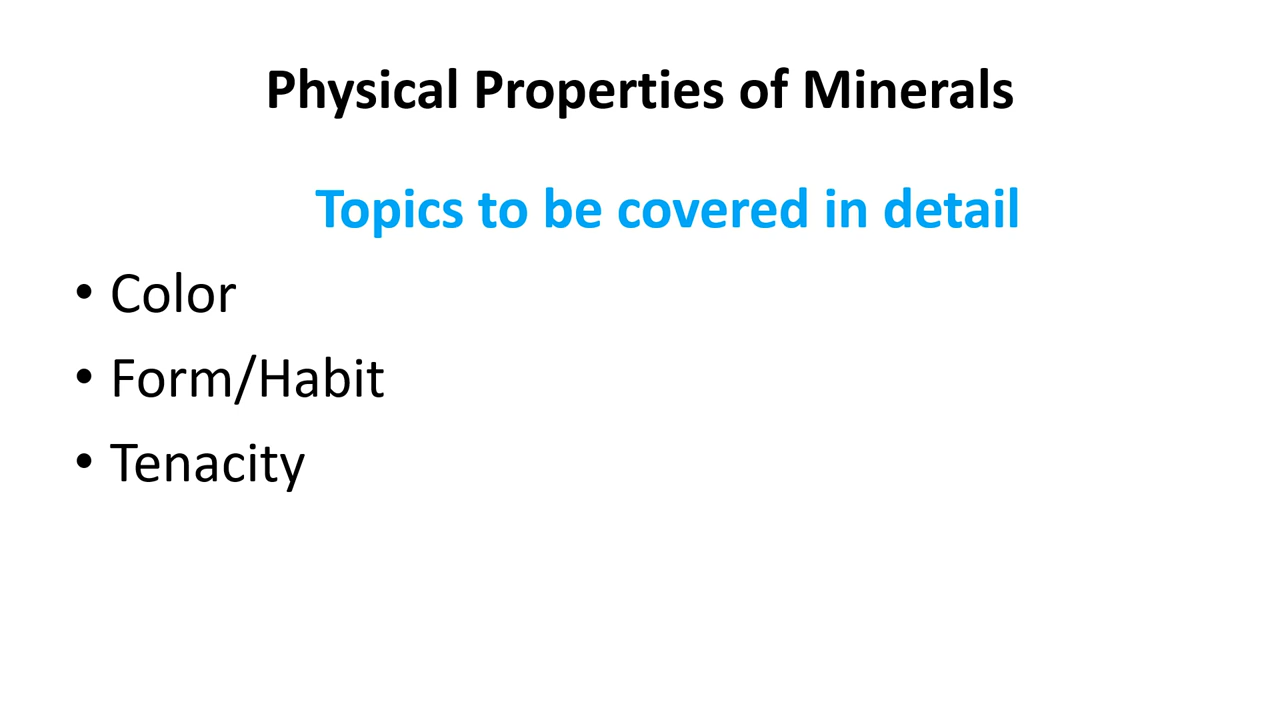 Physical Properties of Minerals
Topics to be covered in detail
• Color
• Form/Habit
• Tenacity